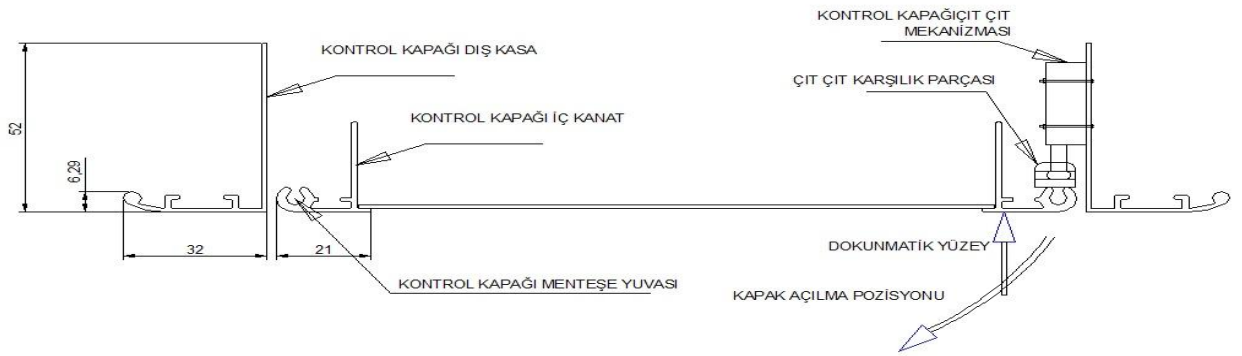 KONTROL KAPAĞIÇIT ÇIT
MEKANİZMASI
KONTROL KAPAĞI DIŞ KASA
ÇIT ÇIT KARŞILIK PARÇASI
KONTROL KAPAĞI İÇ KANAT
52
6,29
32
21
DOKUNMATİK YÜZEY
KONTROL KAPAĞI MENTEŞE YUVASI
KAPAK AÇILMA POZİSYONU